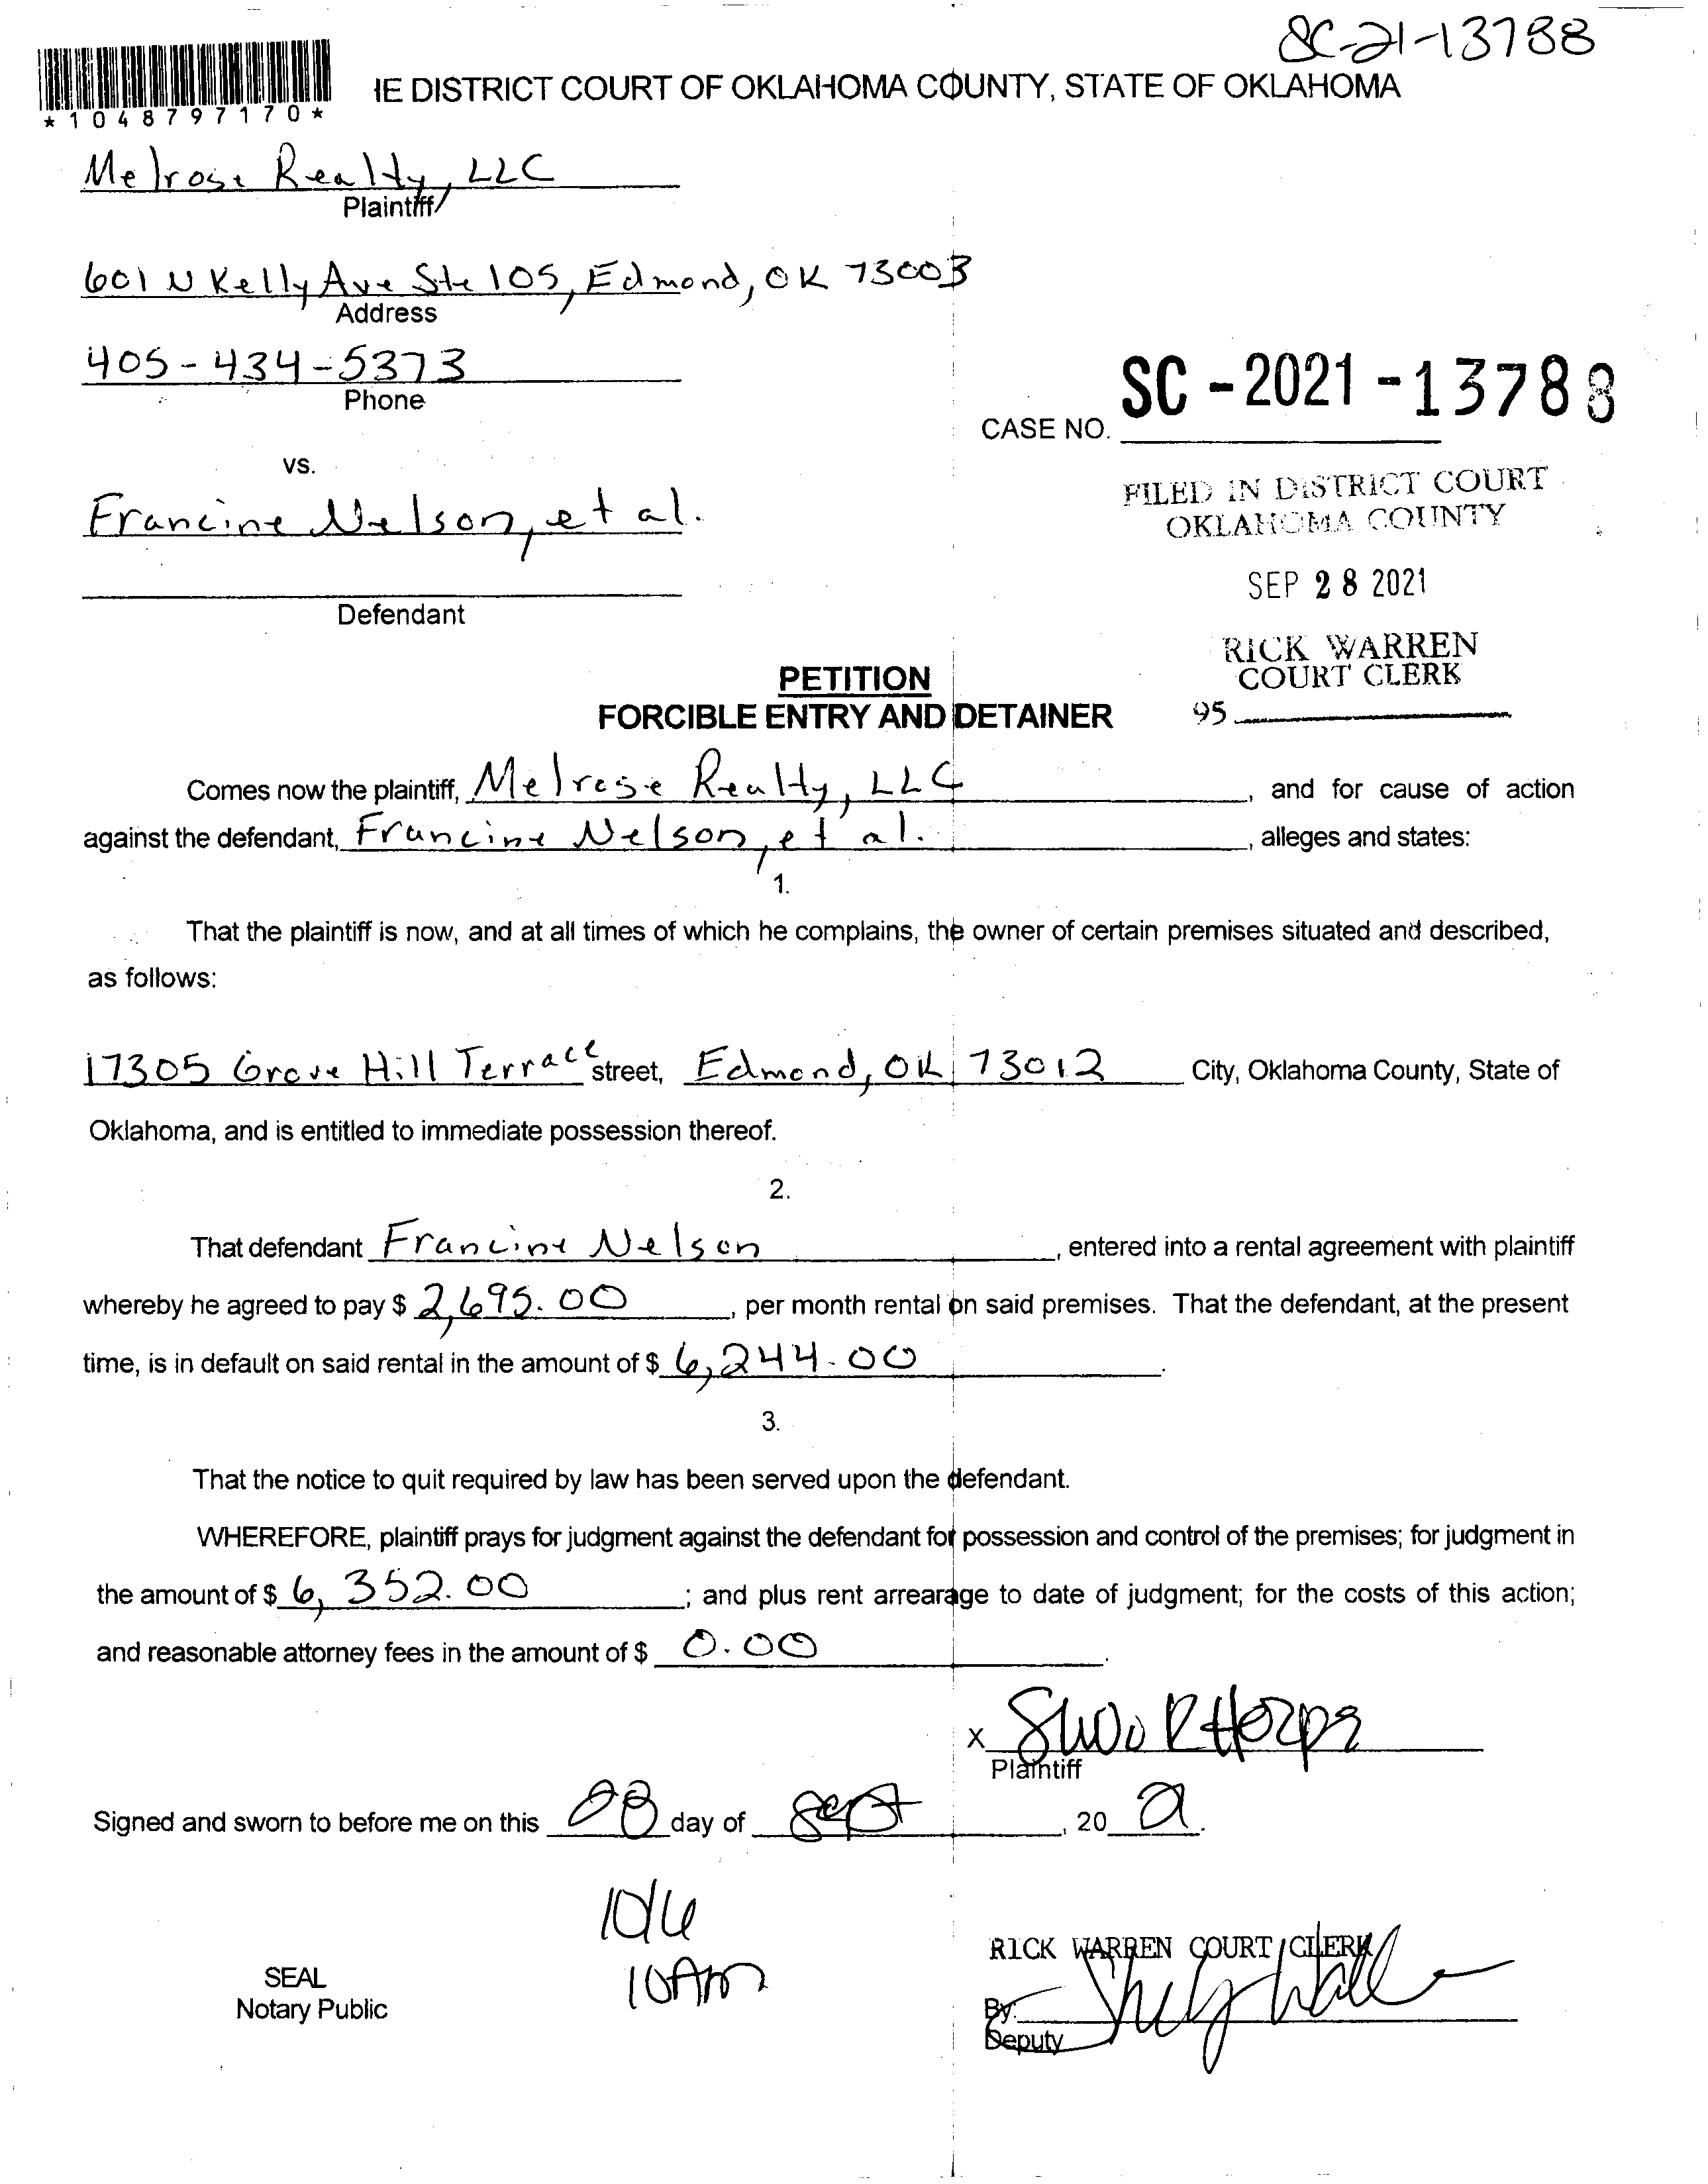 SC-21-13788
*1048797170*
IE DISTRICT COURT OF OKLAHOMA COUNTY, STATE OF OKLAHOMA
Melrose Realty, LLC
Plaintiff
601 N Kelly Ave Ste 105, Edmond, OK 73003
Address
405-434-5373
Phone
CASE NO. SC-2021-13788
vs.
Francine Nelson, et al.
Defendant
FILED IN DISTRICT COURT
OKLAHOMA COUNTY
SEP 28 2021
RICK WARREN
COURT CLERK
95
PETITION
FORCIBLE ENTRY AND DETAINER
Comes now the plaintiff, Melrose Realty, LLC, and for cause of action
against the defendant, Francine Nelson, et al., alleges and states:
1.
That the plaintiff is now, and at all times of which he complains, the owner of certain premises situated and described,
as follows:
17305 Grove Hill Terrace street, Edmond, OK 73012 City, Oklahoma County, State of
Oklahoma, and is entitled to immediate possession thereof.
2.
That defendant Francine Nelson, entered into a rental agreement with plaintiff
whereby he agreed to pay $ 2,695.00, per month rental on said premises. That the defendant, at the present
time, is in default on said rental in the amount of $ 6,244.00.
3.
That the notice to quit required by law has been served upon the defendant.
WHEREFORE, plaintiff prays for judgment against the defendant for possession and control of the premises; for judgment in
the amount of $ 6,352.00; and plus rent arrearage to date of judgment; for the costs of this action;
and reasonable attorney fees in the amount of $ 0.00.
X
Plaintiff
Signed and sworn to before me on this 28 day of Sept, 20 21.
10AM
SEAL
Notary Public
RICK WARREN COURT CLERK
By:
Deputy